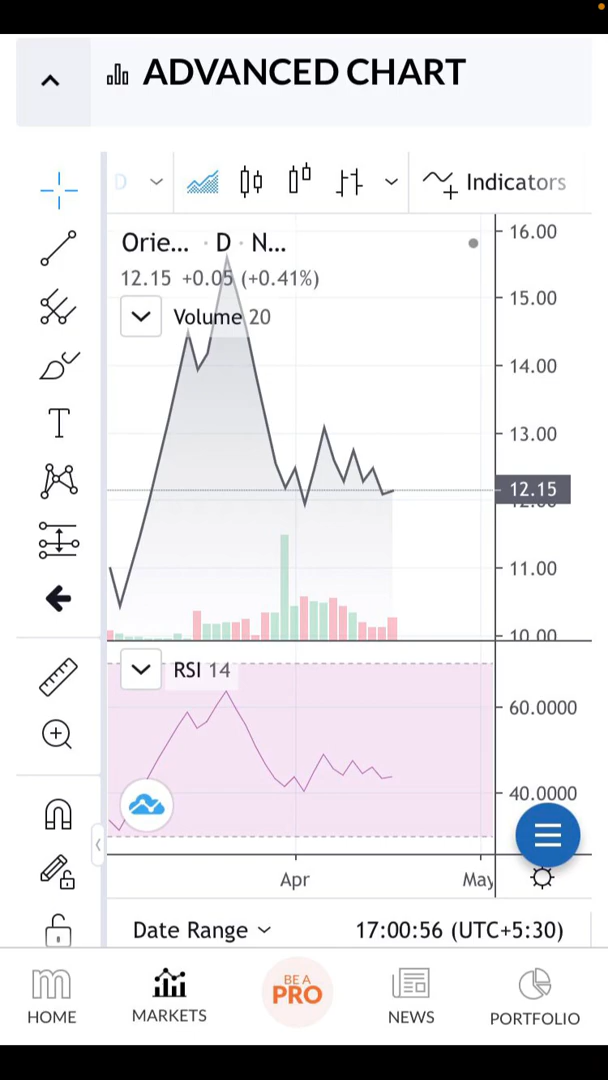 ADVANCED CHART
D
Indicators
Orie... · D · N...
12.15 +0.05 (+0.41%)
Volume 20
16.00
15.00
14.00
13.00
12.15
11.00
10.00
RSI 14
60.0000
40.0000
Apr
May
Date Range
17:00:56 (UTC+5:30)
HOME
MARKETS
BE A
PRO
NEWS
PORTFOLIO